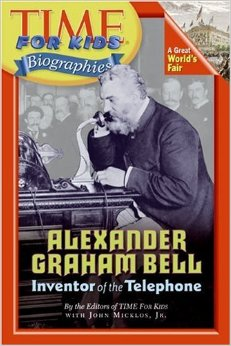 TIME
FOR KIDS®
Biographies
A Great
World's
Fair
ALEXANDER
GRAHAM BELL
Inventor of the Telephone
By the Editors of TIME FOR KIDS
WITH JOHN MICKLOS, JR.